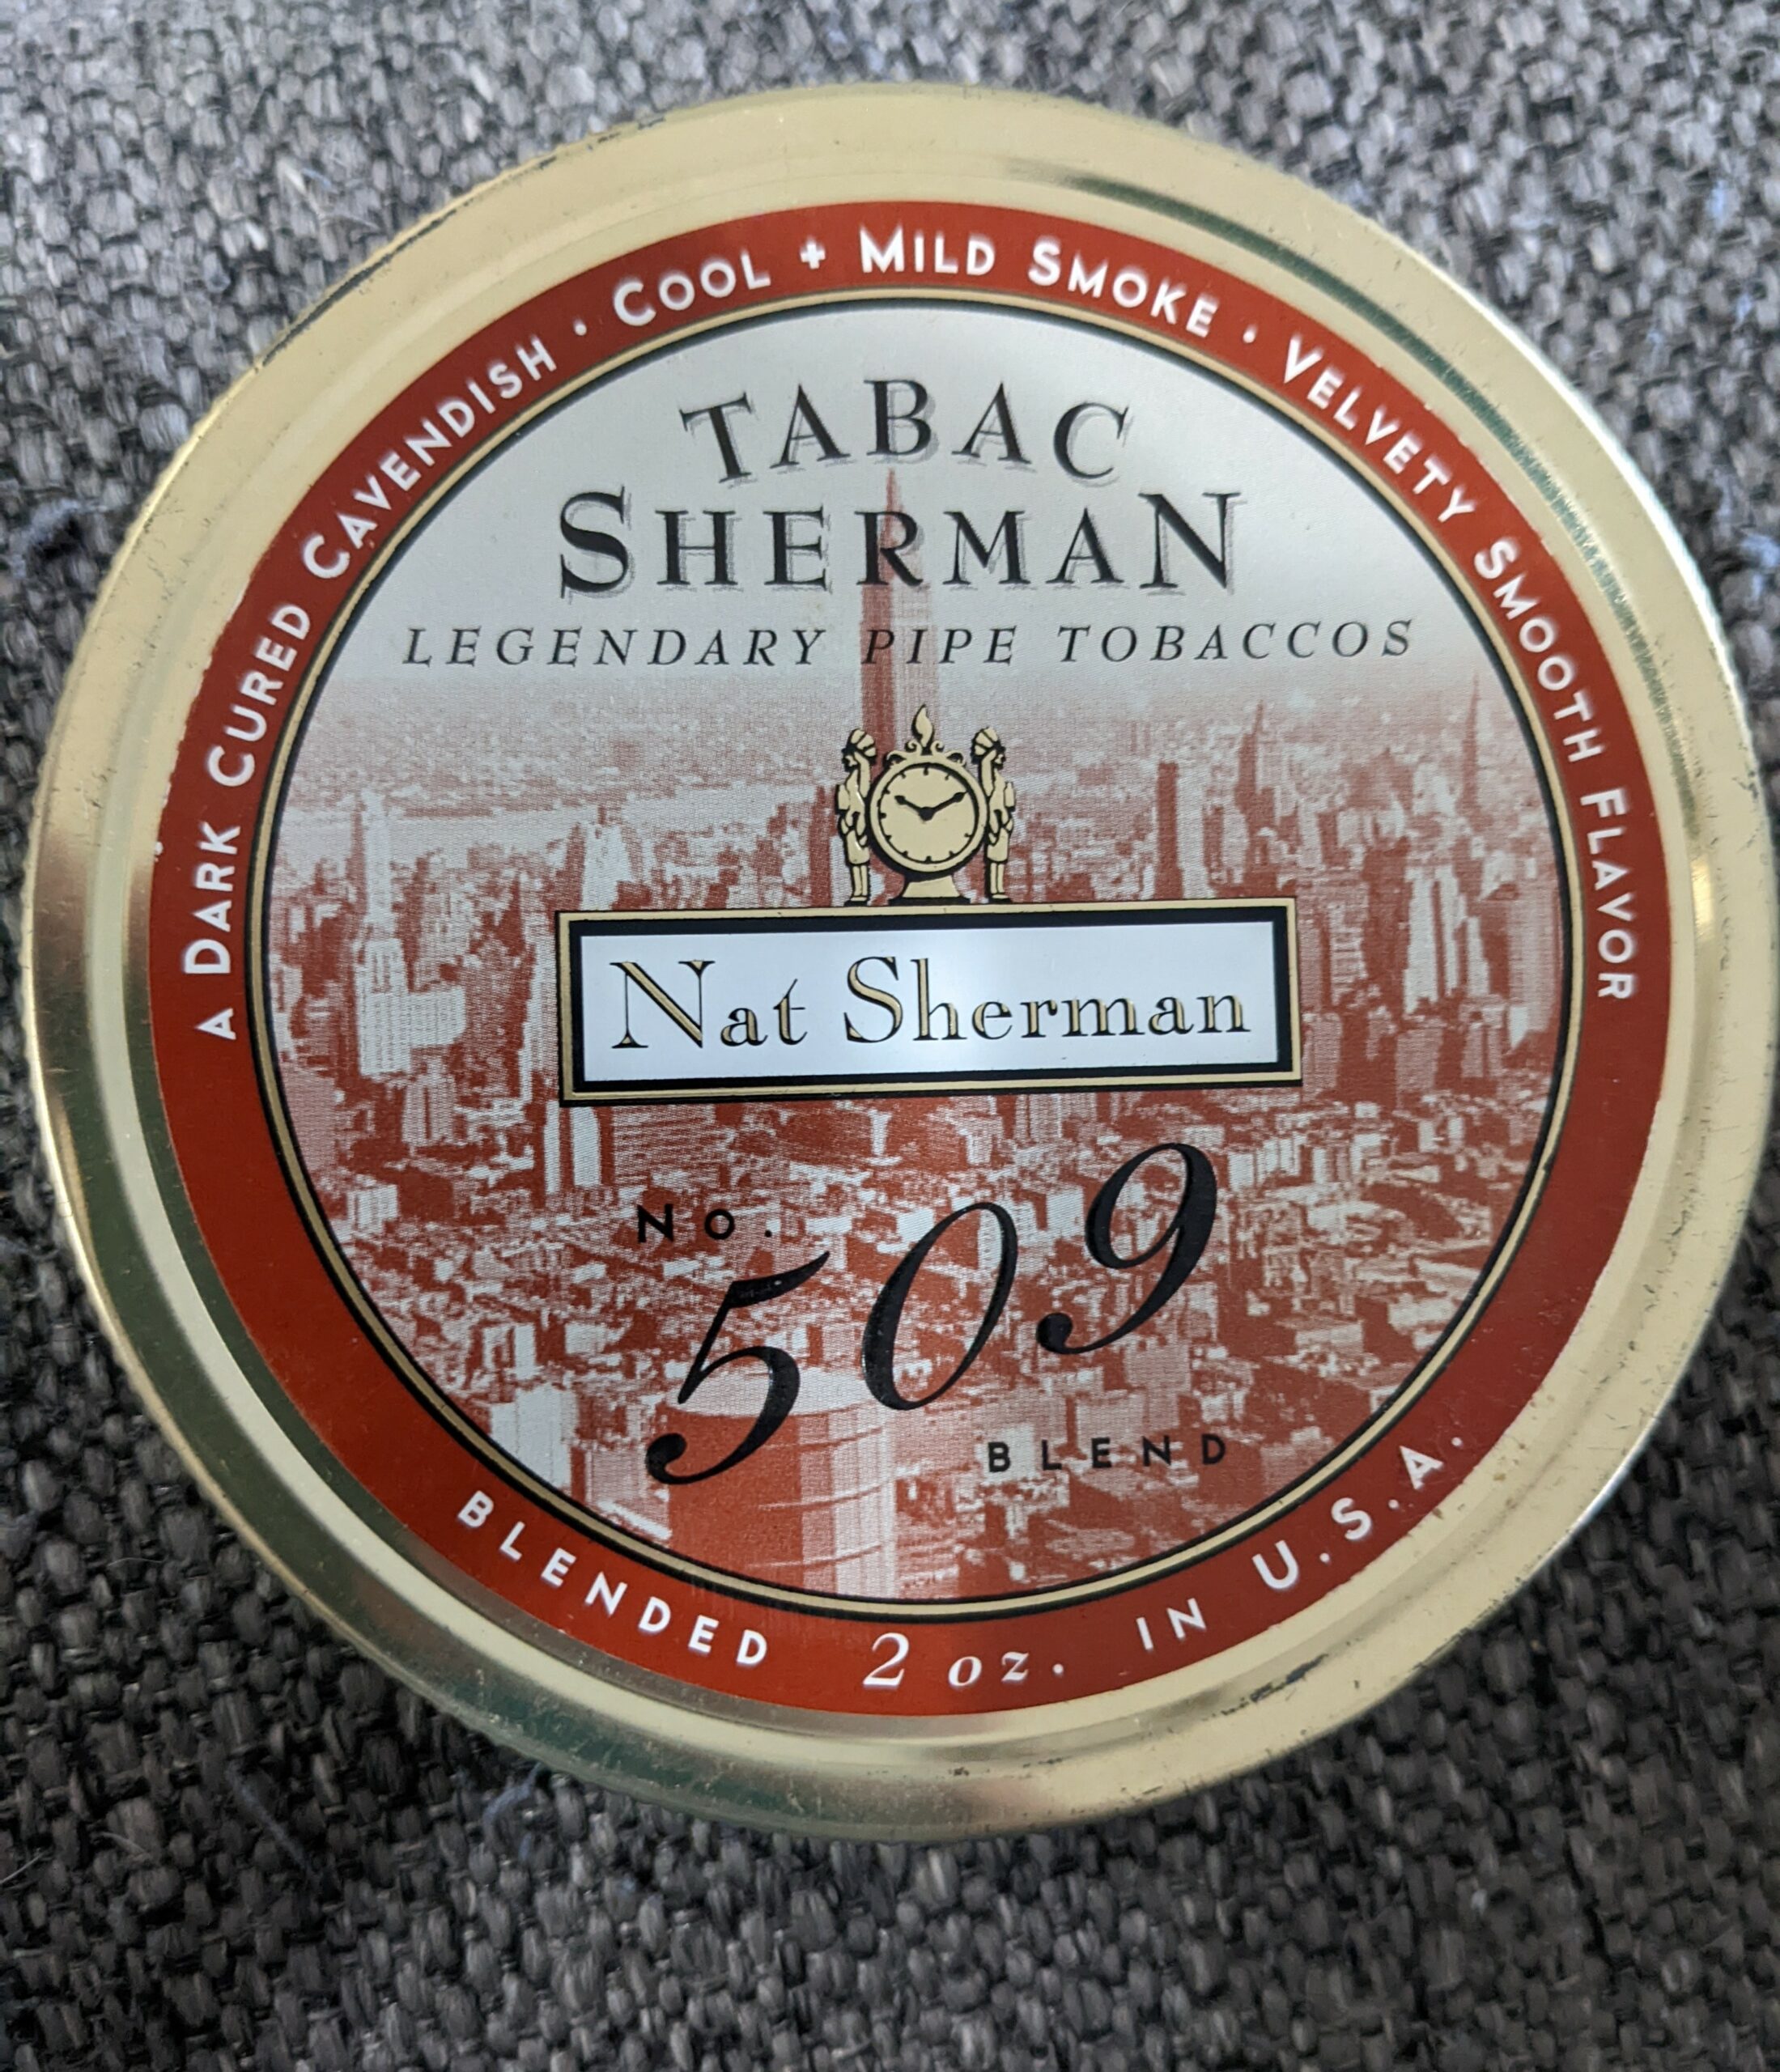 A DARK CURED CAVENDISH · COOL + MILD SMOKE · VELVETY SMOOTH FLAVOR
TABAC
SHERMAN
LEGENDARY PIPE TOBACCOS
Nat Sherman
No.
509
BLEND
BLENDED 2 oz. IN U.S.A.